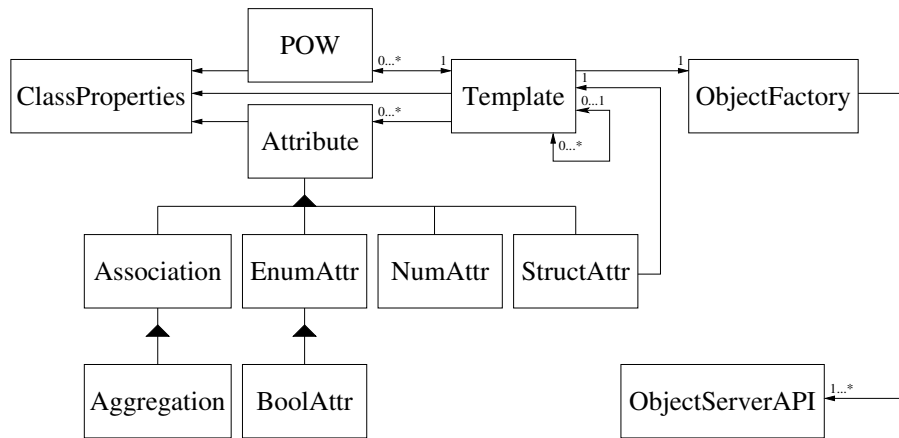 POW
0...*
1
1
ClassProperties
Template
1
ObjectFactory
0...1
0...*
Attribute
0...*
Association
EnumAttr
NumAttr
StructAttr
Aggregation
BoolAttr
ObjectServerAPI
1...*